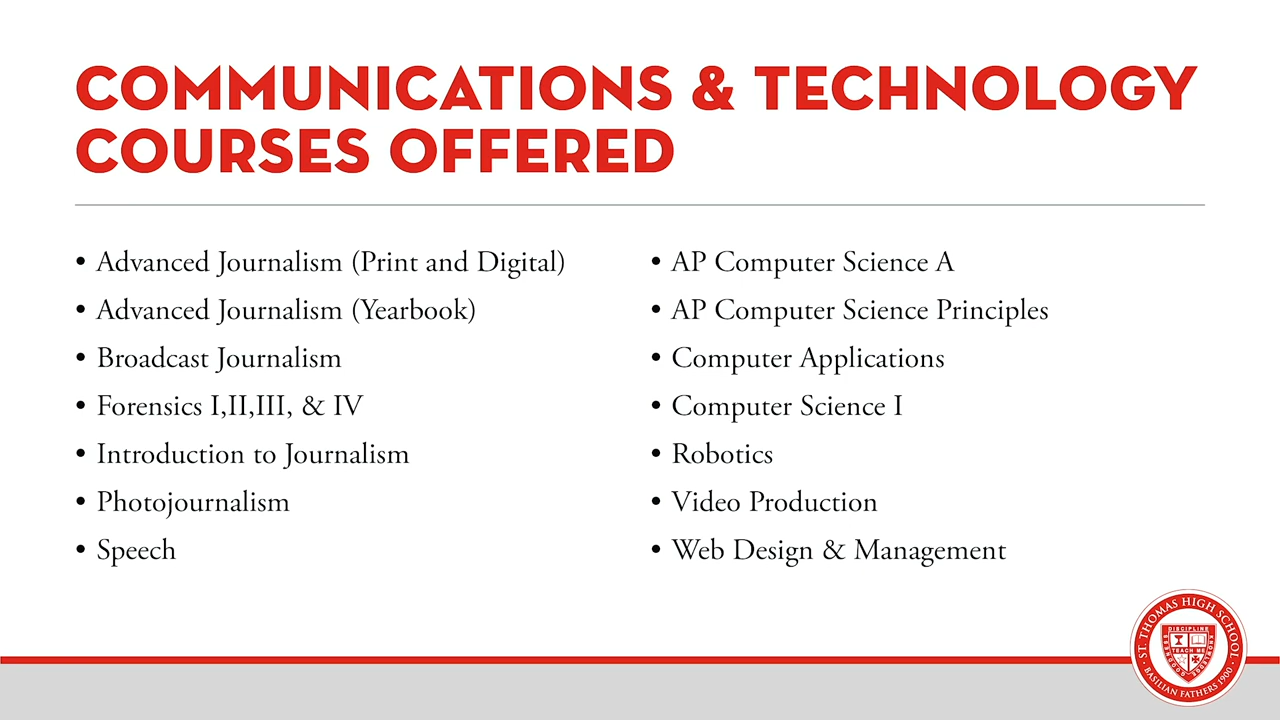 COMMUNICATIONS & TECHNOLOGY
COURSES OFFERED
• Advanced Journalism (Print and Digital)
• Advanced Journalism (Yearbook)
• Broadcast Journalism
• Forensics I,II,III, & IV
• Introduction to Journalism
• Photojournalism
• Speech
• AP Computer Science A
• AP Computer Science Principles
• Computer Applications
• Computer Science I
• Robotics
• Video Production
• Web Design & Management
ST. THOMAS HIGH SCHOOL
DISCIPLINE
TEACH ME
BASILIAN FATHERS 1900